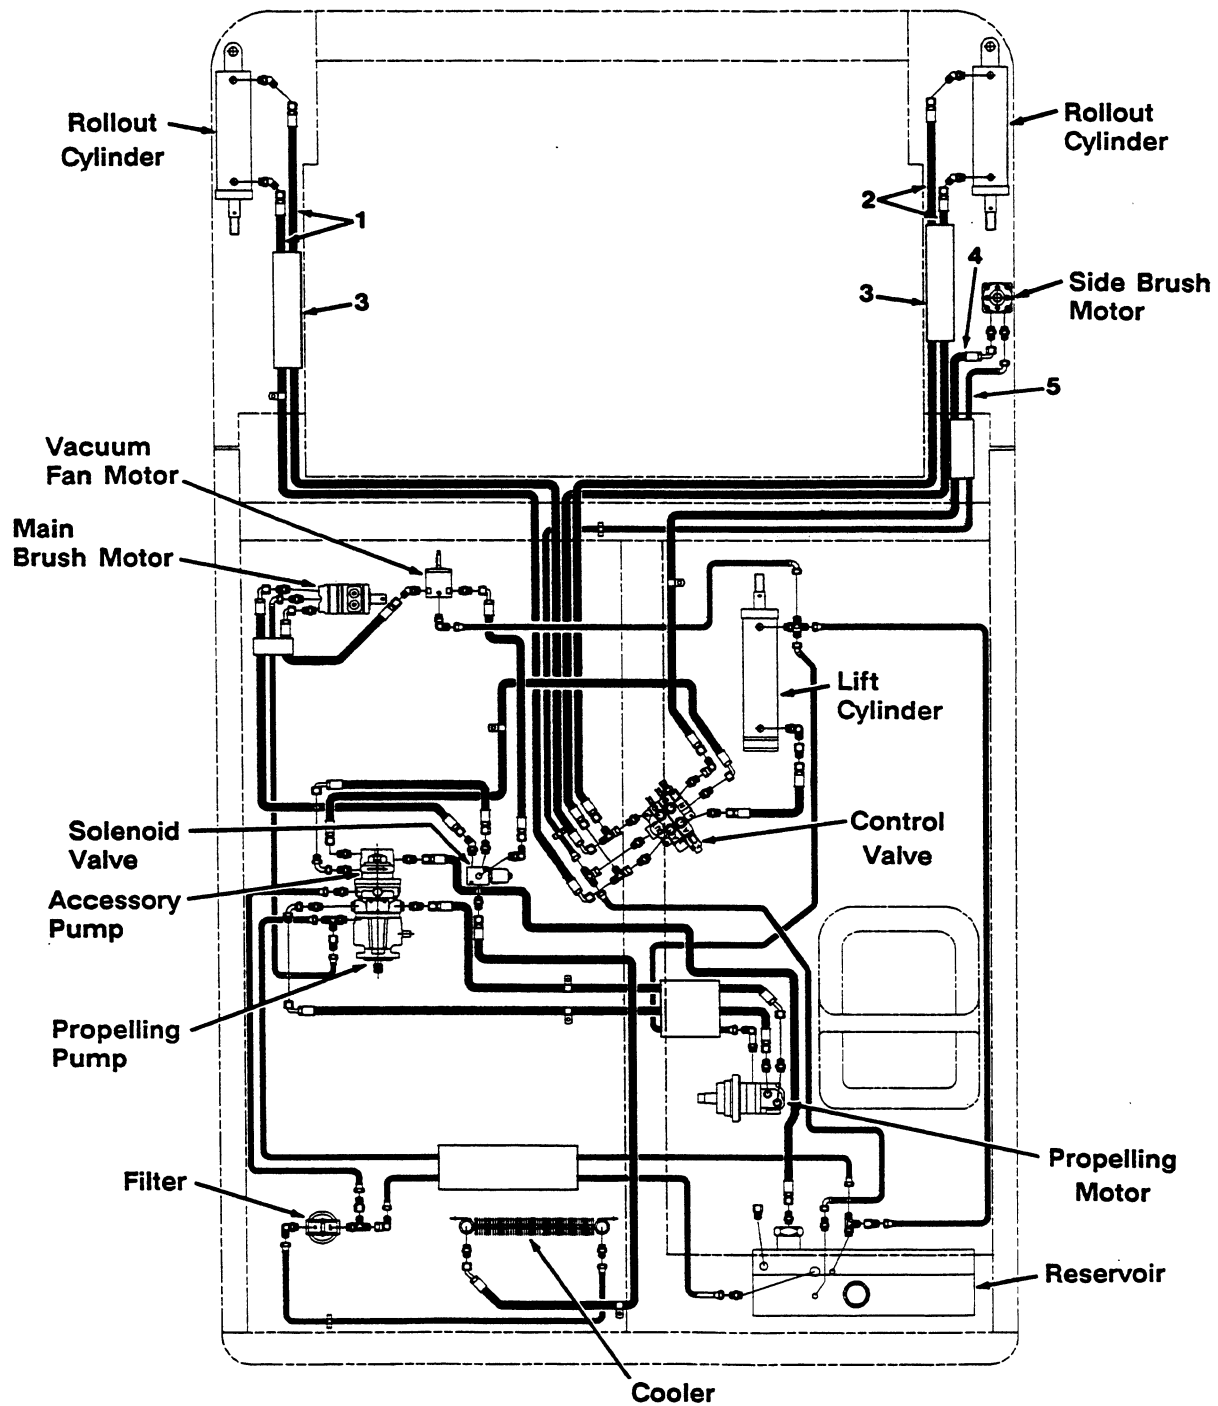 Rollout
Cylinder
Rollout
Cylinder
1
2
3
3
4
Side Brush
Motor
5
Vacuum
Fan Motor
Main
Brush Motor
Lift
Cylinder
Solenoid
Valve
Control
Valve
Accessory
Pump
Propelling
Pump
Propelling
Motor
Filter
Reservoir
Cooler